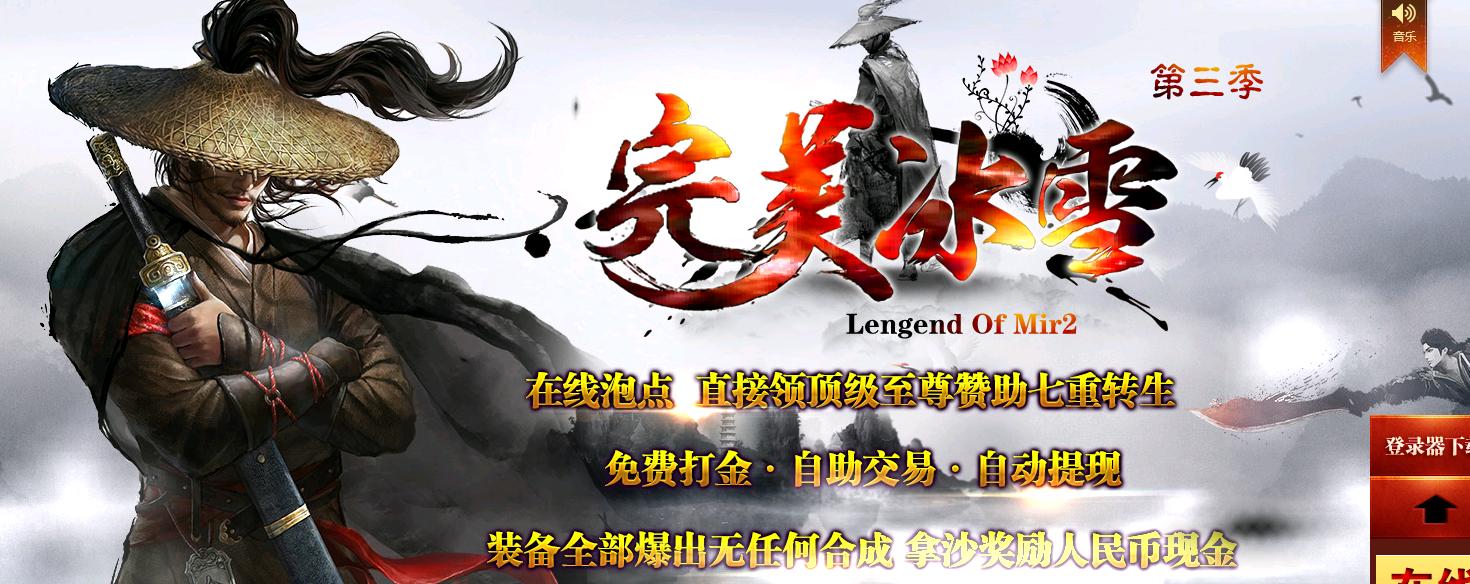 音乐
第三季
完美冰雪
Lengend Of Mir2
在线泡点 直接领顶级至尊赞助七重转生
免费打金·自助交易·自动提现
装备全部爆出无任何合成 拿沙奖励人民币现金
登录器下载
在线